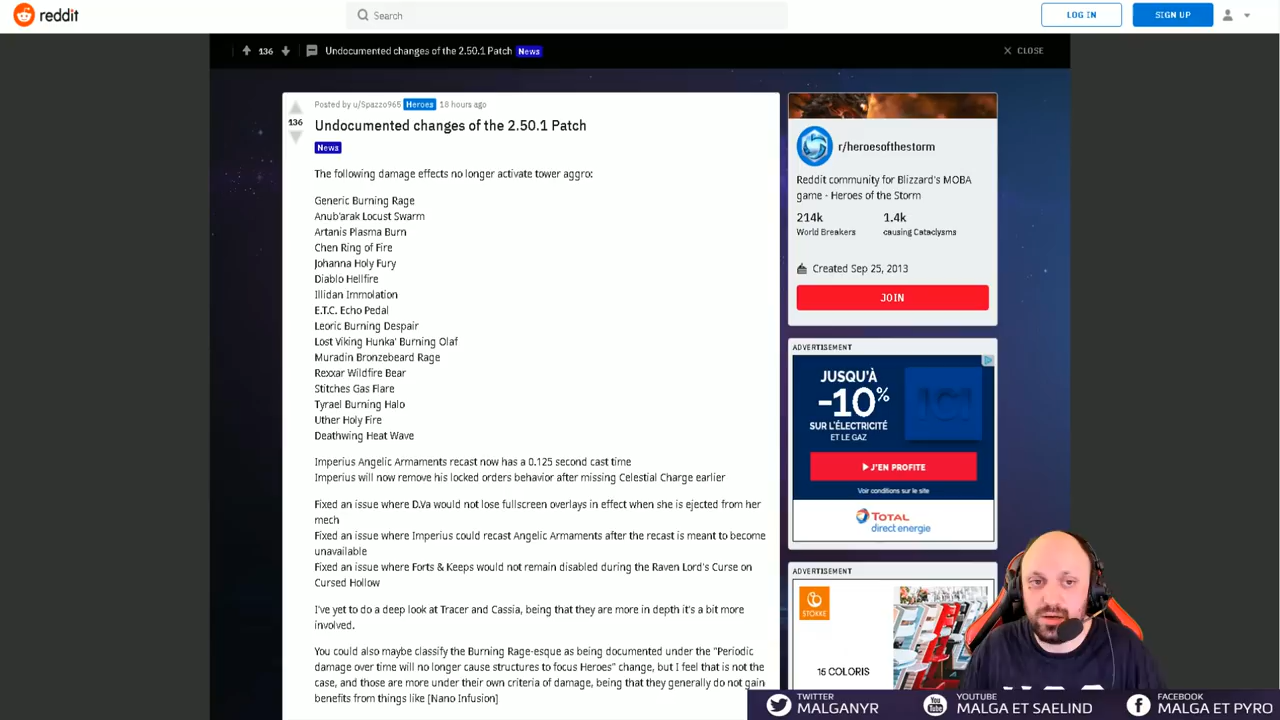 reddit
Search
LOG IN
SIGN UP
136
Undocumented changes of the 2.50.1 Patch News
CLOSE
Posted by u/Spazzo965 Heroes 18 hours ago
136
Undocumented changes of the 2.50.1 Patch
News
The following damage effects no longer activate tower aggro:
Generic Burning Rage
Anub'arak Locust Swarm
Artanis Plasma Burn
Chen Ring of Fire
Johanna Holy Fury
Diablo Hellfire
Illidan Immolation
E.T.C. Echo Pedal
Leoric Burning Despair
Lost Viking Hunka' Burning Olaf
Muradin Bronzebeard Rage
Rexxar Wildfire Bear
Stitches Gas Flare
Tyrael Burning Halo
Uther Holy Fire
Deathwing Heat Wave
Imperius Angelic Armaments recast now has a 0.125 second cast time
Imperius will now remove his locked orders behavior after missing Celestial Charge earlier
Fixed an issue where D.Va would not lose fullscreen overlays in effect when she is ejected from her
mech
Fixed an issue where Imperius could recast Angelic Armaments after the recast is meant to become
unavailable
Fixed an issue where Forts & Keeps would not remain disabled during the Raven Lord's Curse on
Cursed Hollow
I've yet to do a deep look at Tracer and Cassia, being that they are more in depth it's a bit more
involved.
You could also maybe classify the Burning Rage-esque as being documented under the "Periodic
damage over time will no longer cause structures to focus Heroes" change, but I feel that is not the
case, and those are more under their own criteria of damage, being that they generally do not gain
benefits from things like [Nano Infusion]
r/heroesofthestorm
Reddit community for Blizzard's MOBA
game - Heroes of the Storm
214k
1.4k
World Breakers
causing Cataclysms
Created Sep 25, 2013
JOIN
ADVERTISEMENT
JUSQU'À
-10%
SUR L'ÉLECTRICITÉ
ET LE GAZ
ICI
J'EN PROFITE
Voir conditions sur le site
TOTAL
direct energie
ADVERTISEMENT
STOKKE
15 COLORIS
TWITTER
MALGANYR
YOUTUBE
MALGA ET SAELIND
FACEBOOK
MALGA ET PYRO